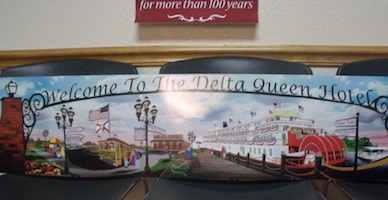 for more than 100 years
Welcome To The Delta Queen Hotel